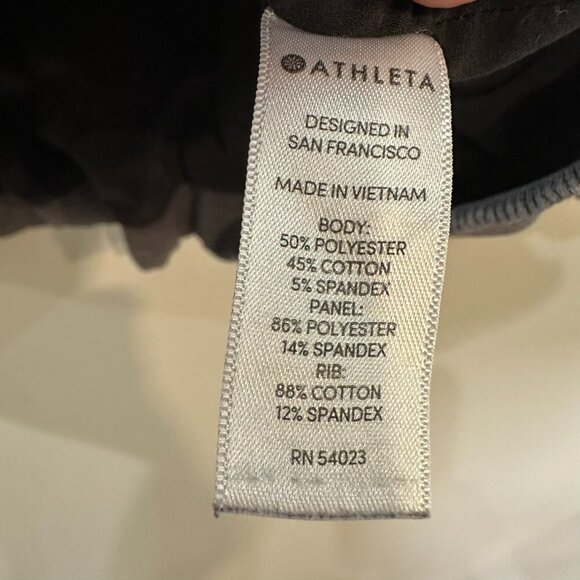 ATHLETA
DESIGNED IN
SAN FRANCISCO
MADE IN VIETNAM
BODY:
50% POLYESTER
45% COTTON
5% SPANDEX
PANEL:
86% POLYESTER
14% SPANDEX
RIB:
88% COTTON
12% SPANDEX
RN 54023